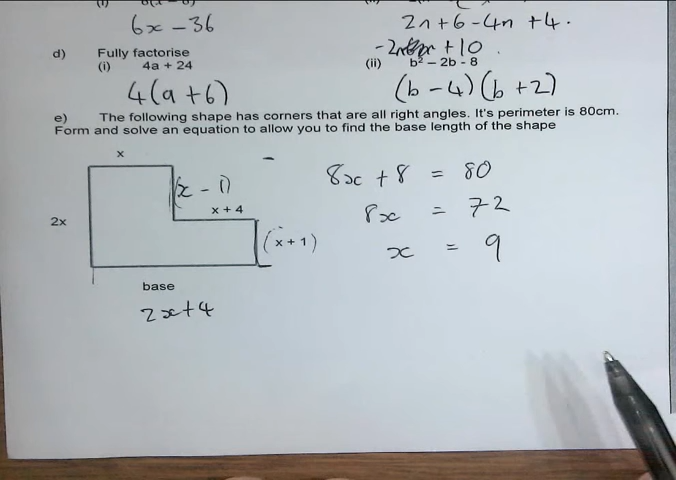 6x - 36
2n + 6 - 4n + 4.
+ 10
d) Fully factorise
(i) 4a + 24
(ii) b² – 2b - 8
4(a + 6)
(b - 4)(b + 2)
e) The following shape has corners that are all right angles. It's perimeter is 80cm.
Form and solve an equation to allow you to find the base length of the shape
x
(x - 1)
x + 4
2x
(x + 1)
base
2x+4
8x + 8 = 80
8x = 72
x = 9